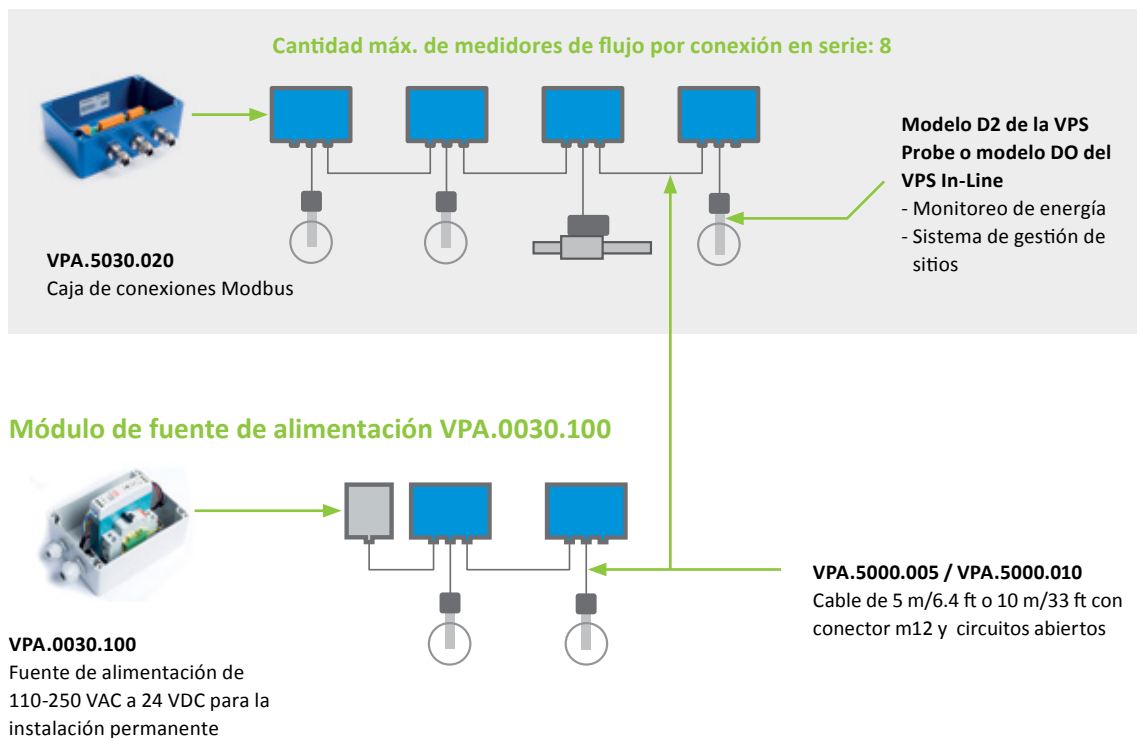 Cantidad máx. de medidores de flujo por conexión en serie: 8
VPA.5030.020
Caja de conexiones Modbus
Modelo D2 de la VPS
Probe o modelo DO del
VPS In-Line
- Monitoreo de energía
- Sistema de gestión de
sitios
Módulo de fuente de alimentación VPA.0030.100
VPA.0030.100
Fuente de alimentación de
110-250 VAC a 24 VDC para la
instalación permanente
VPA.5000.005 / VPA.5000.010
Cable de 5 m/6.4 ft o 10 m/33 ft con
conector m12 y circuitos abiertos